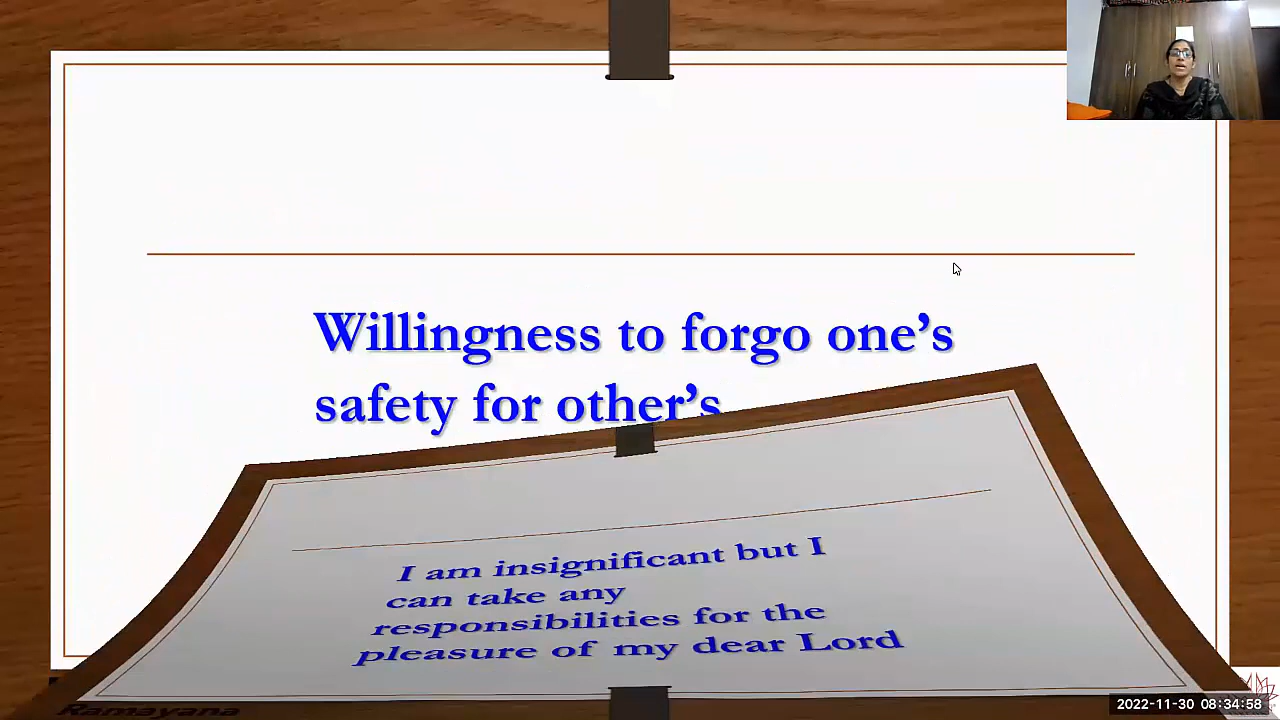 Willingness to forgo one’s
safety for other’s
I am insignificant but I
can take any
responsibilities for the
pleasure of my dear Lord
Ramayana
2022-11-30 08:34:58